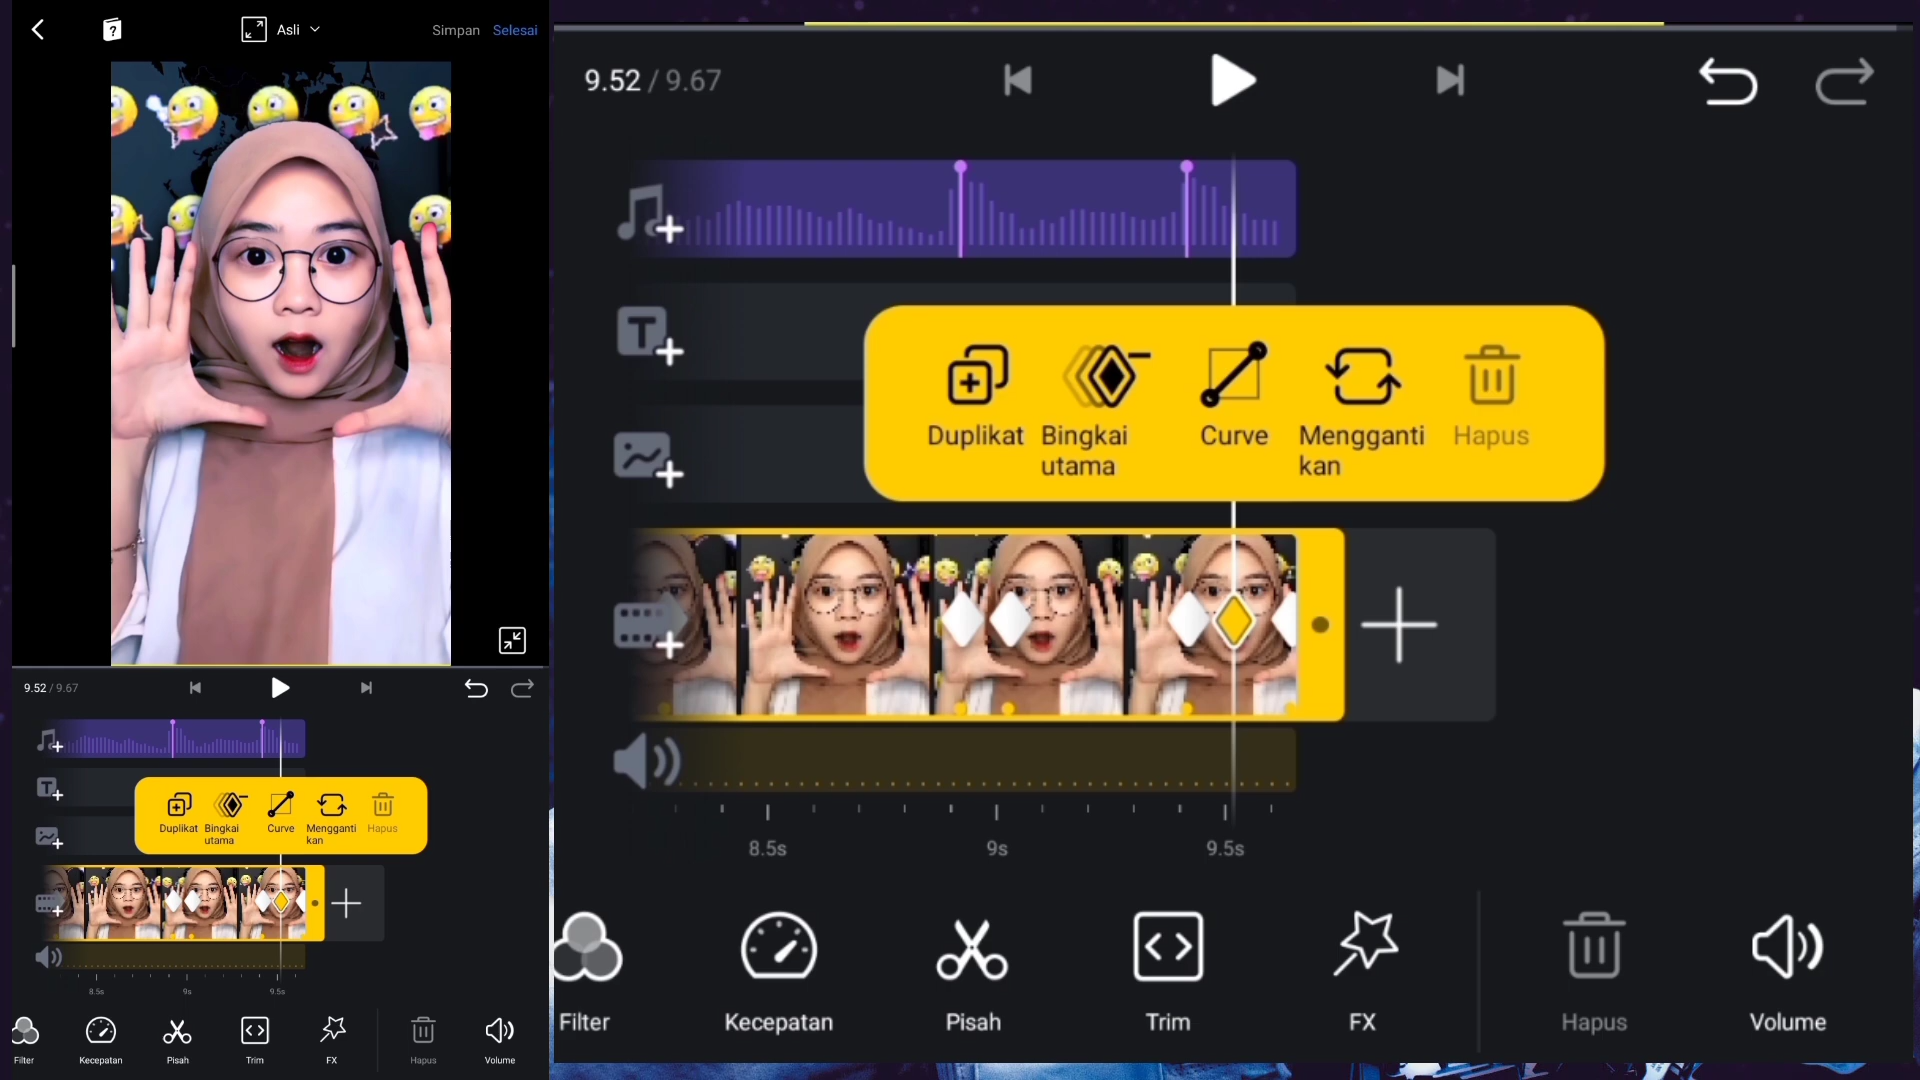 Asli
Simpan Selesai
9.52 / 9.67
Duplikat Bingkai utama Curve Mengganti kan Hapus
8.5s 9s 9.5s
Filter Kecepatan Pisah Trim FX Hapus Volume
9.52 / 9.67
Duplikat Bingkai utama Curve Mengganti kan Hapus
8.5s 9s 9.5s
Filter Kecepatan Pisah Trim FX Hapus Volume